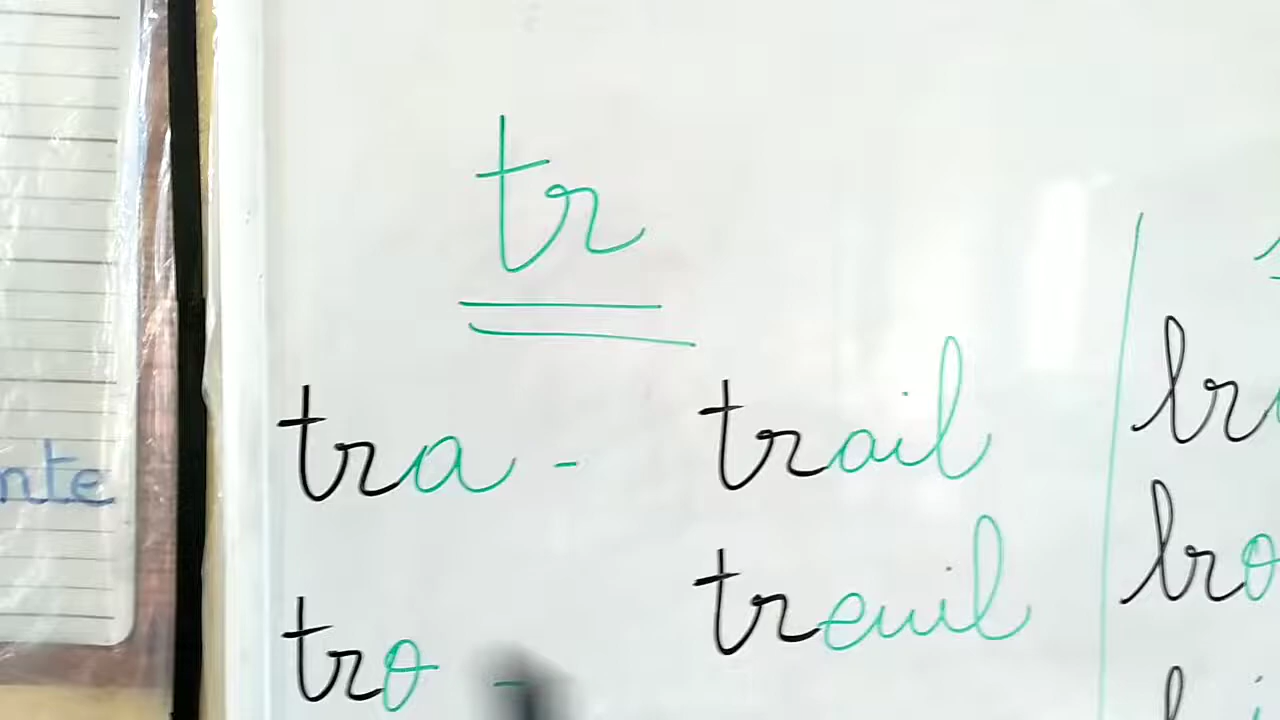 tr
tra - trail
treuil
tro -
nte